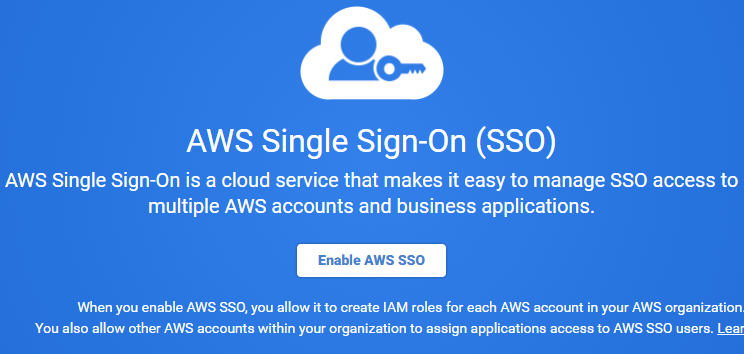 AWS Single Sign-On (SSO)
AWS Single Sign-On is a cloud service that makes it easy to manage SSO access to
multiple AWS accounts and business applications.
Enable AWS SSO
When you enable AWS SSO, you allow it to create IAM roles for each AWS account in your AWS organization.
You also allow other AWS accounts within your organization to assign applications access to AWS SSO users.